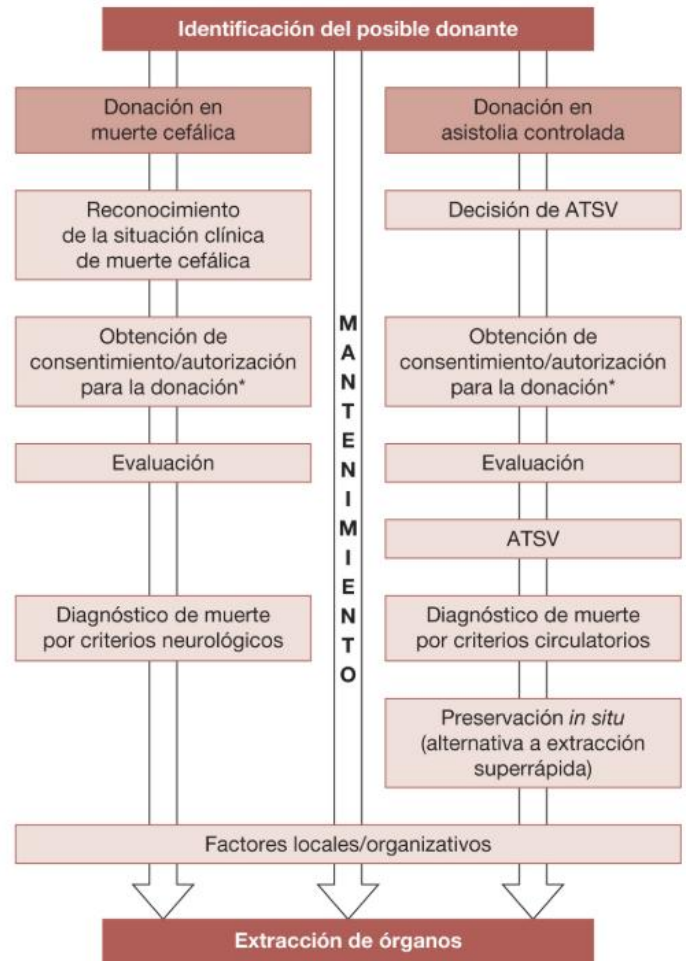 Identificación del posible donante
Donación en
muerte cefálica
Reconocimiento
de la situación clínica
de muerte cefálica
Obtención de
consentimiento/autorización
para la donación*
Evaluación
Diagnóstico de muerte
por criterios neurológicos
MANTENIMIENTO
Donación en
asistolia controlada
Decisión de ATSV
Obtención de
consentimiento/autorización
para la donación*
Evaluación
ATSV
Diagnóstico de muerte
por criterios circulatorios
Preservación in situ
(alternativa a extracción
superrápida)
Factores locales/organizativos
Extracción de órganos